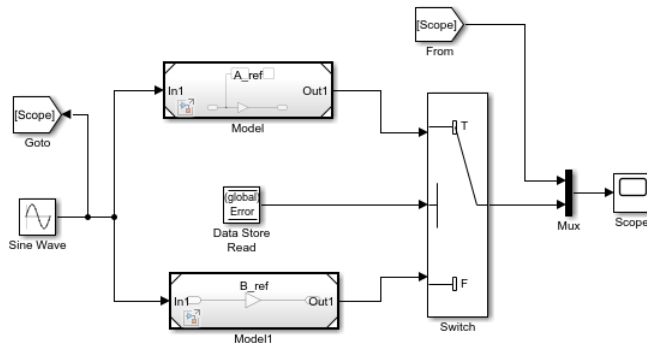 [Scope]
From
A_ref
In1
Out1
Model
[Scope]
Goto
T
(global)
Error
Data Store
Read
Sine Wave
Mux
Scope
B_ref
In1
Out1
F
Model1
Switch